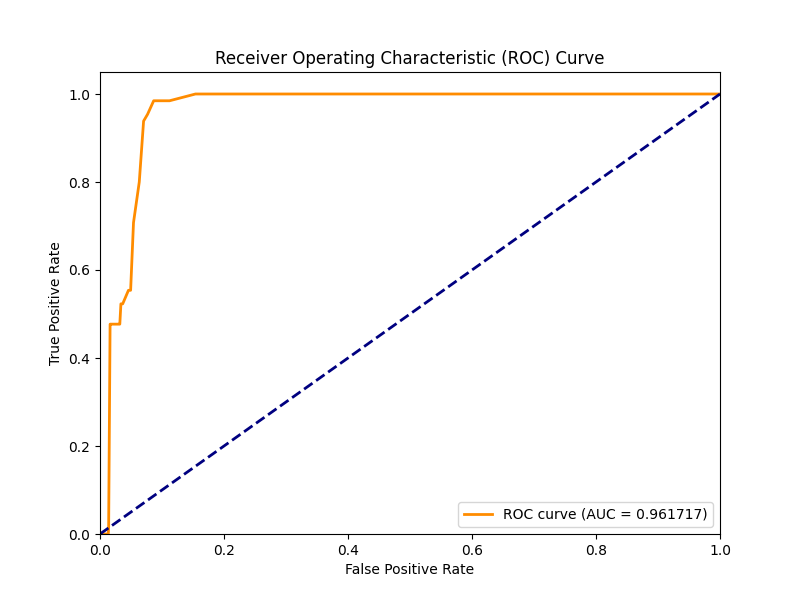 Receiver Operating Characteristic (ROC) Curve
1.0
0.8
0.6
0.4
0.2
0.0
True Positive Rate
ROC curve (AUC = 0.961717)
0.0 0.2 0.4 0.6 0.8 1.0
False Positive Rate